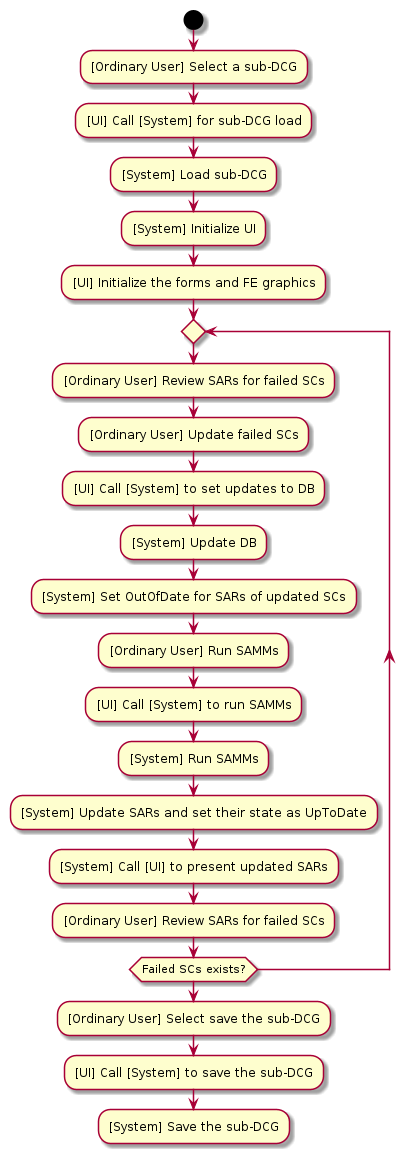 [Ordinary User] Select a sub-DCG
[UI] Call [System] for sub-DCG load
[System] Load sub-DCG
[System] Initialize UI
[UI] Initialize the forms and FE graphics
[Ordinary User] Review SARs for failed SCs
[Ordinary User] Update failed SCs
[UI] Call [System] to set updates to DB
[System] Update DB
[System] Set OutOfDate for SARs of updated SCs
[Ordinary User] Run SAMMs
[UI] Call [System] to run SAMMs
[System] Run SAMMs
[System] Update SARs and set their state as UpToDate
[System] Call [UI] to present updated SARs
[Ordinary User] Review SARs for failed SCs
Failed SCs exists?
[Ordinary User] Select save the sub-DCG
[UI] Call [System] to save the sub-DCG
[System] Save the sub-DCG